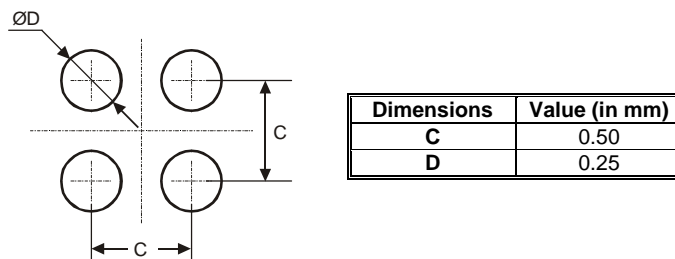 ØD
C
C
Dimensions Value (in mm)
C 0.50
D 0.25